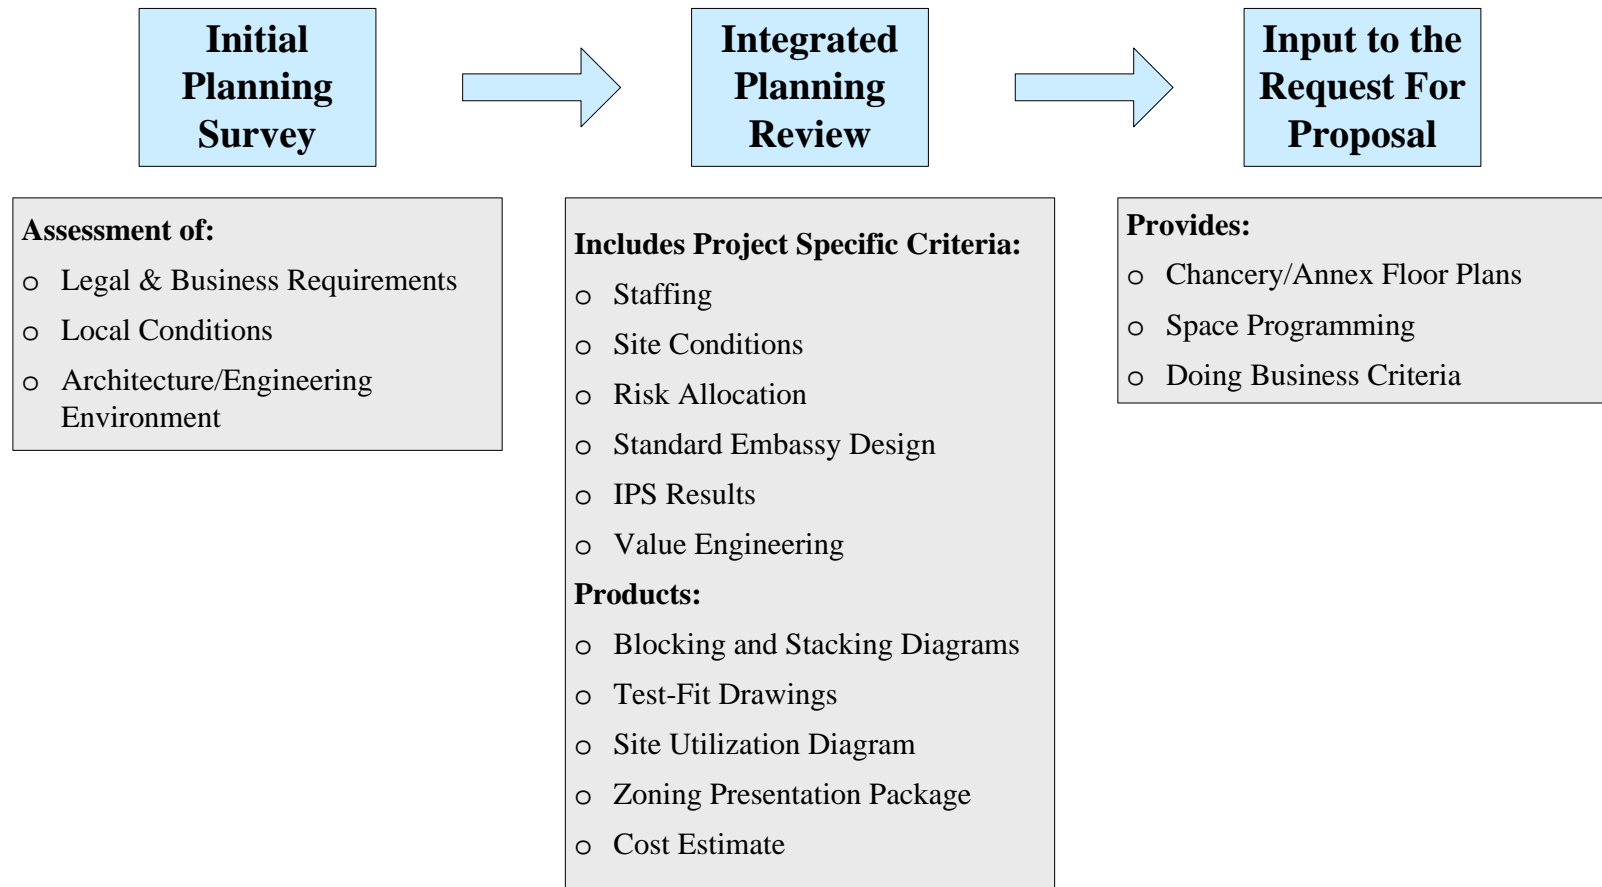 Initial
Planning
Survey
Integrated
Planning
Review
Input to the
Request For
Proposal
Assessment of:
o Legal & Business Requirements
o Local Conditions
o Architecture/Engineering
Environment
Includes Project Specific Criteria:
o Staffing
o Site Conditions
o Risk Allocation
o Standard Embassy Design
o IPS Results
o Value Engineering
Products:
o Blocking and Stacking Diagrams
o Test-Fit Drawings
o Site Utilization Diagram
o Zoning Presentation Package
o Cost Estimate
Provides:
o Chancery/Annex Floor Plans
o Space Programming
o Doing Business Criteria